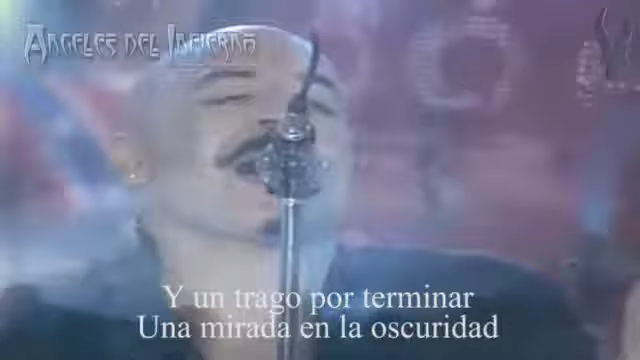 Angeles del Infierno
Y un trago por terminar
Una mirada en la oscuridad